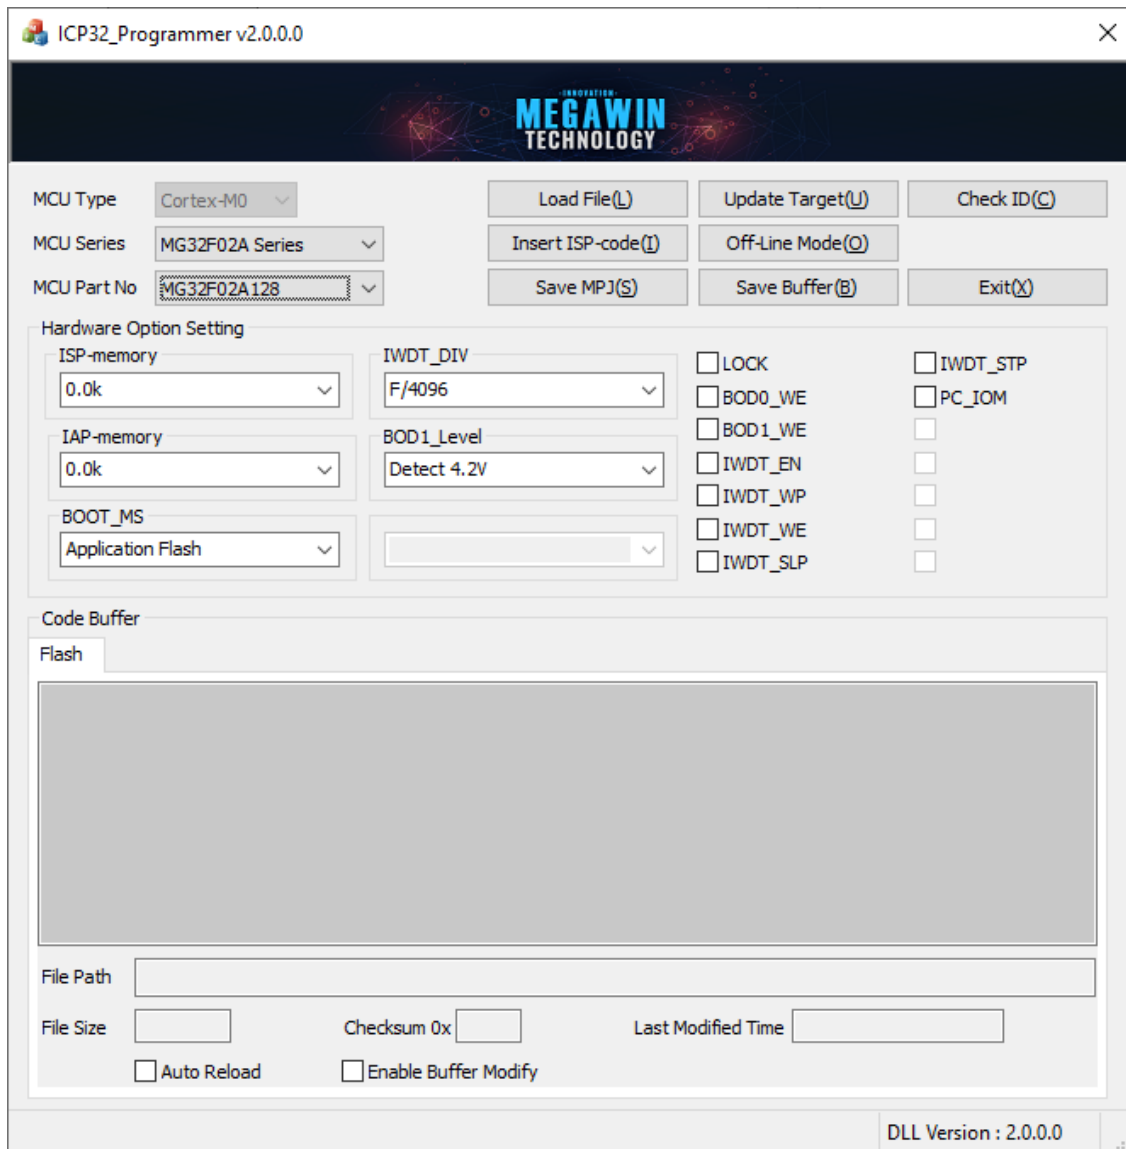 ICP32_Programmer v2.0.0.0
-INNOVATION-
MEGAWIN
TECHNOLOGY
MCU Type Cortex-M0 Load File(L) Update Target(U) Check ID(C)
MCU Series MG32F02A Series Insert ISP-code(I) Off-Line Mode(O)
MCU Part No MG32F02A128 Save MPJ(S) Save Buffer(B) Exit(X)
Hardware Option Setting
ISP-memory IWDT_DIV
0.0k F/4096
LOCK IWDT_STP
BOD0_WE PC_IOM
IAP-memory BOD1_Level
0.0k Detect 4.2V
BOD1_WE
IWDT_EN
IWDT_WP
BOOT_MS
Application Flash
IWDT_WE
IWDT_SLP
Code Buffer
Flash
File Path
File Size Checksum 0x Last Modified Time
Auto Reload Enable Buffer Modify
DLL Version : 2.0.0.0